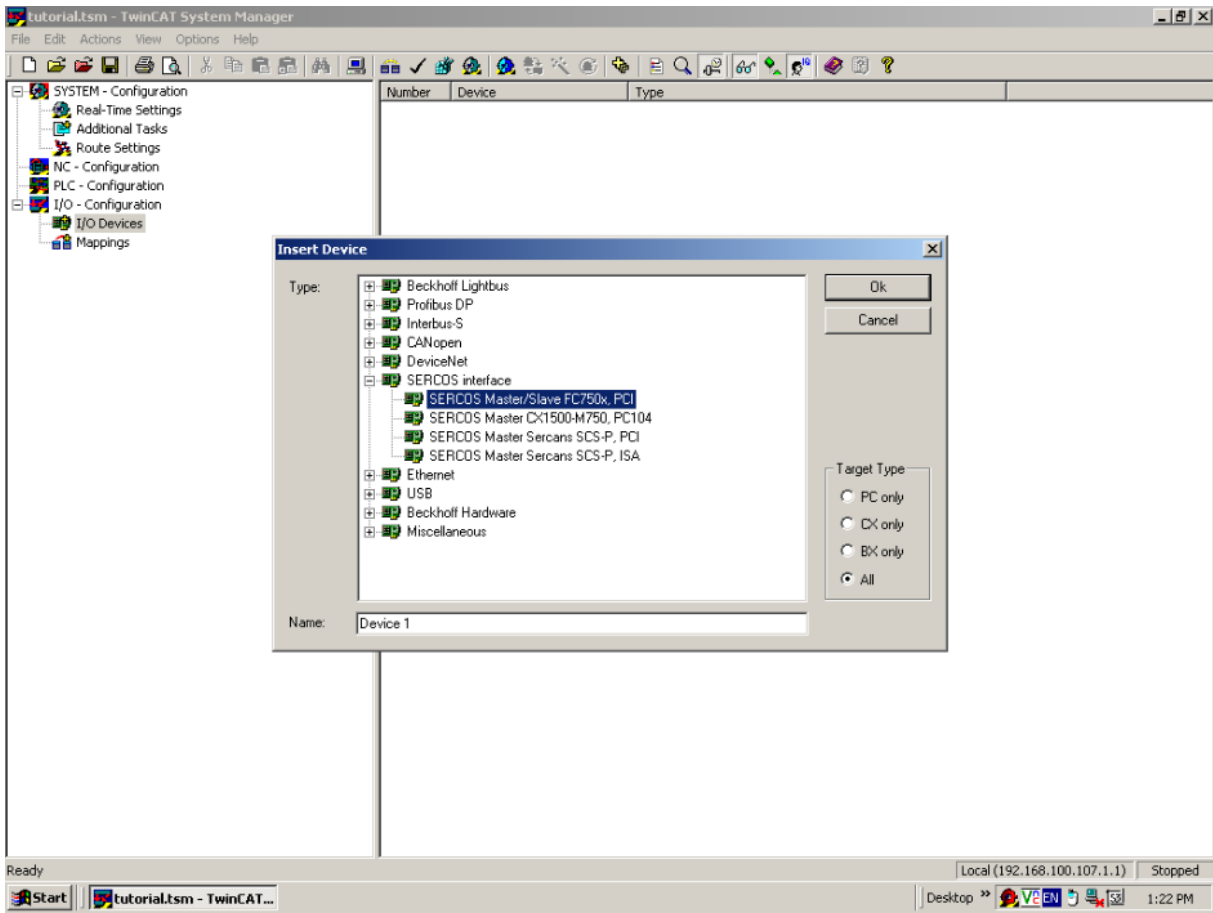 tutorial.tsm - TwinCAT System Manager
File Edit Actions View Options Help
SYSTEM - Configuration
Real-Time Settings
Additional Tasks
Route Settings
NC - Configuration
PLC - Configuration
I/O - Configuration
I/O Devices
Mappings
Number Device Type
Insert Device
Type:
Beckhoff Lightbus
Profibus DP
Interbus-S
CANopen
DeviceNet
SERCOS interface
SERCOS Master/Slave FC750x, PCI
SERCOS Master CX1500-M750, PC104
SERCOS Master Sercans SCS-P, PCI
SERCOS Master Sercans SCS-P, ISA
Ethernet
USB
Beckhoff Hardware
Miscellaneous
Ok
Cancel
Target Type
PC only
CX only
BX only
All
Name: Device 1
Ready Local (192.168.100.107.1.1) Stopped
Start tutorial.tsm - TwinCAT... Desktop » EN 1:22 PM